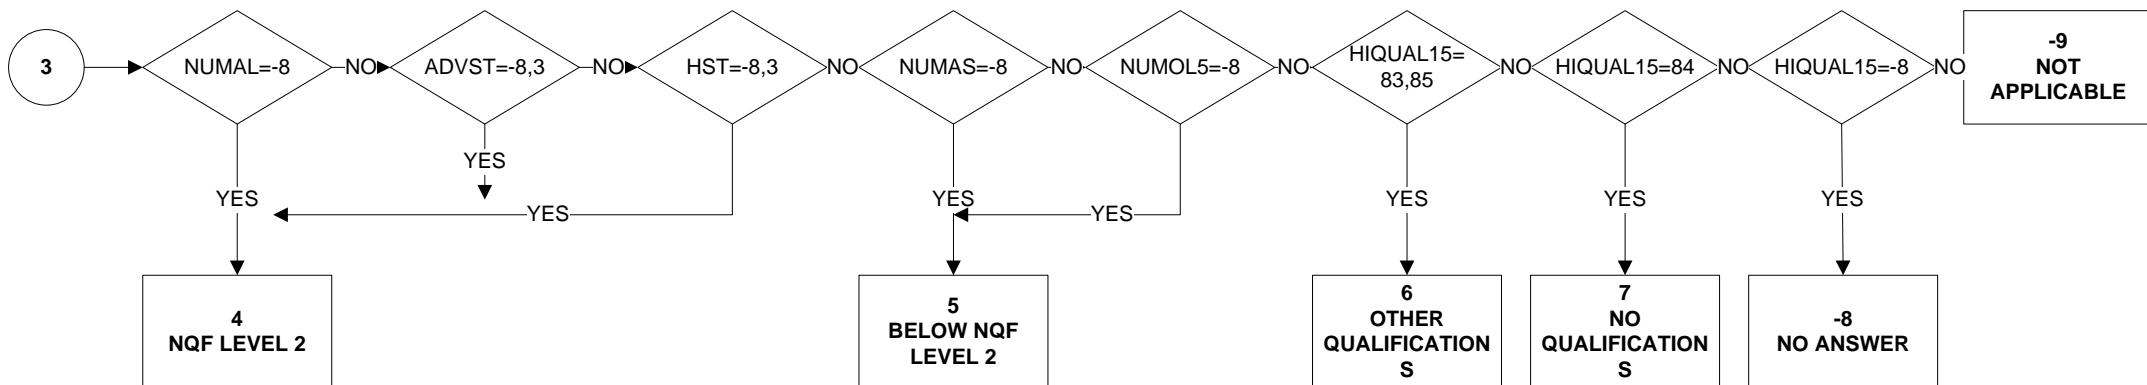 3
NUMAL=-8
NO
ADVST=-8,3
NO
HST=-8,3
NO
NUMAS=-8
NO
NUMOL5=-8
NO
HIQUAL15=
83,85
NO
HIQUAL15=84
NO
HIQUAL15=-8
NO
-9
NOT
APPLICABLE
YES
YES
YES
YES
YES
YES
YES
YES
4
NQF LEVEL 2
5
BELOW NQF
LEVEL 2
6
OTHER
QUALIFICATION
S
7
NO
QUALIFICATION
S
-8
NO ANSWER